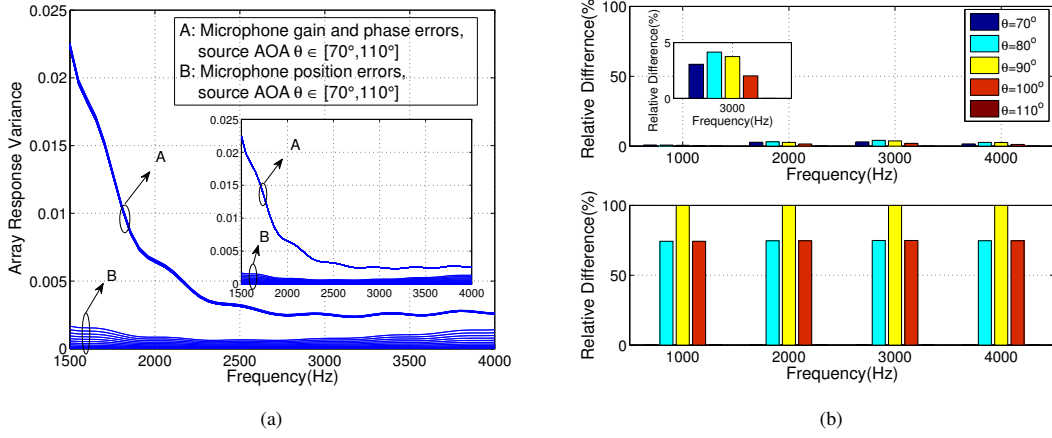 A: Microphone gain and phase errors,
source AOA θ ∈ [70°,110°]
B: Microphone position errors,
source AOA θ ∈ [70°,110°]
Array Response Variance
0.025
0.02
0.015
0.01
0.005
0
1500 2000 2500 3000 3500 4000
Frequency(Hz)
A
B
0.025
0.02
0.015
0.01
0.005
0
1500 2000 2500 3000 3500 4000
A
B
(a)
Relative Diffrernce(%)
100
50
0
1000 2000 3000 4000
Frequency(Hz)
Relative Difference(%)
5
0
3000
Frequency(Hz)
θ=70°
θ=80°
θ=90°
θ=100°
θ=110°
Relative Difference(%)
100
50
0
1000 2000 3000 4000
Frequency(Hz)
(b)